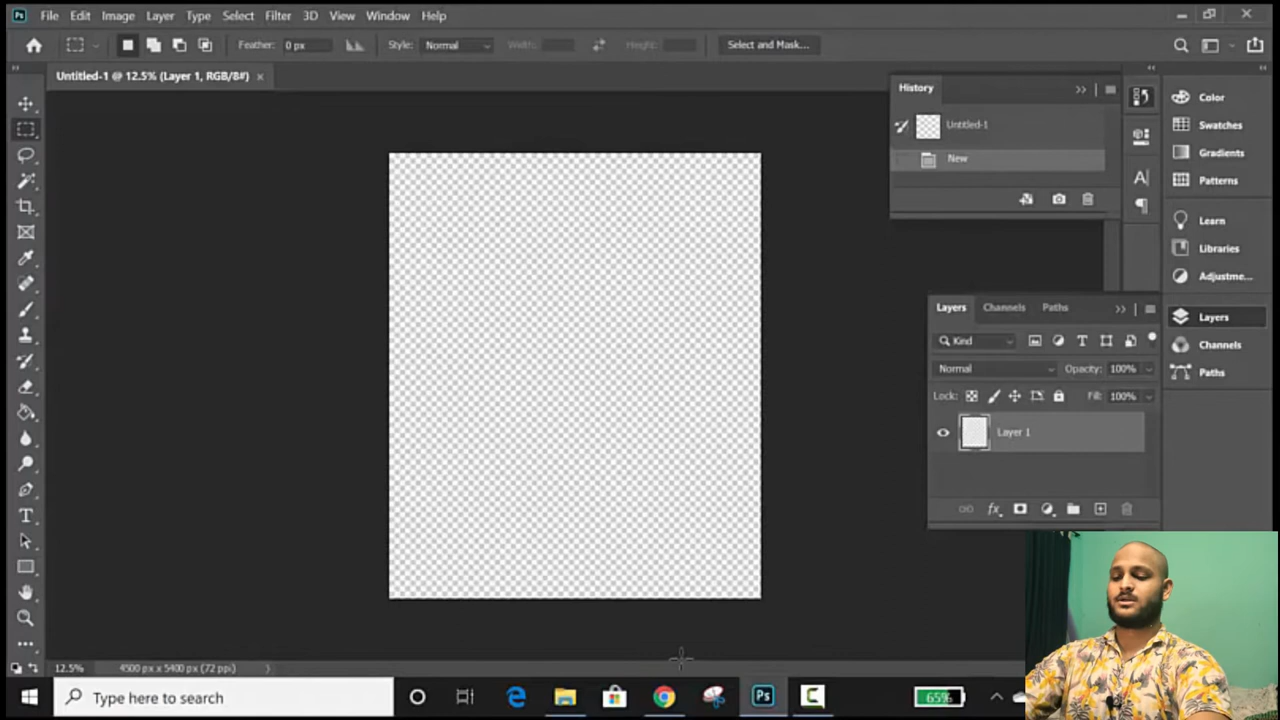 Ps File Edit Image Layer Type Select Filter 3D View Window Help
Feather: 0 px Style: Normal Width: Height: Select and Mask...
Untitled-1 @ 12.5% (Layer 1, RGB/8#) ×
History
Untitled-1
New
Color
Swatches
Gradients
Patterns
Learn
Libraries
Adjustme...
Layers
Channels
Paths
Layers Channels Paths
Kind
Normal Opacity: 100%
Lock: Fill: 100%
Layer 1
fx
12.5% 4500 px x 5400 px (72 ppi)
Type here to search
Ps
65%